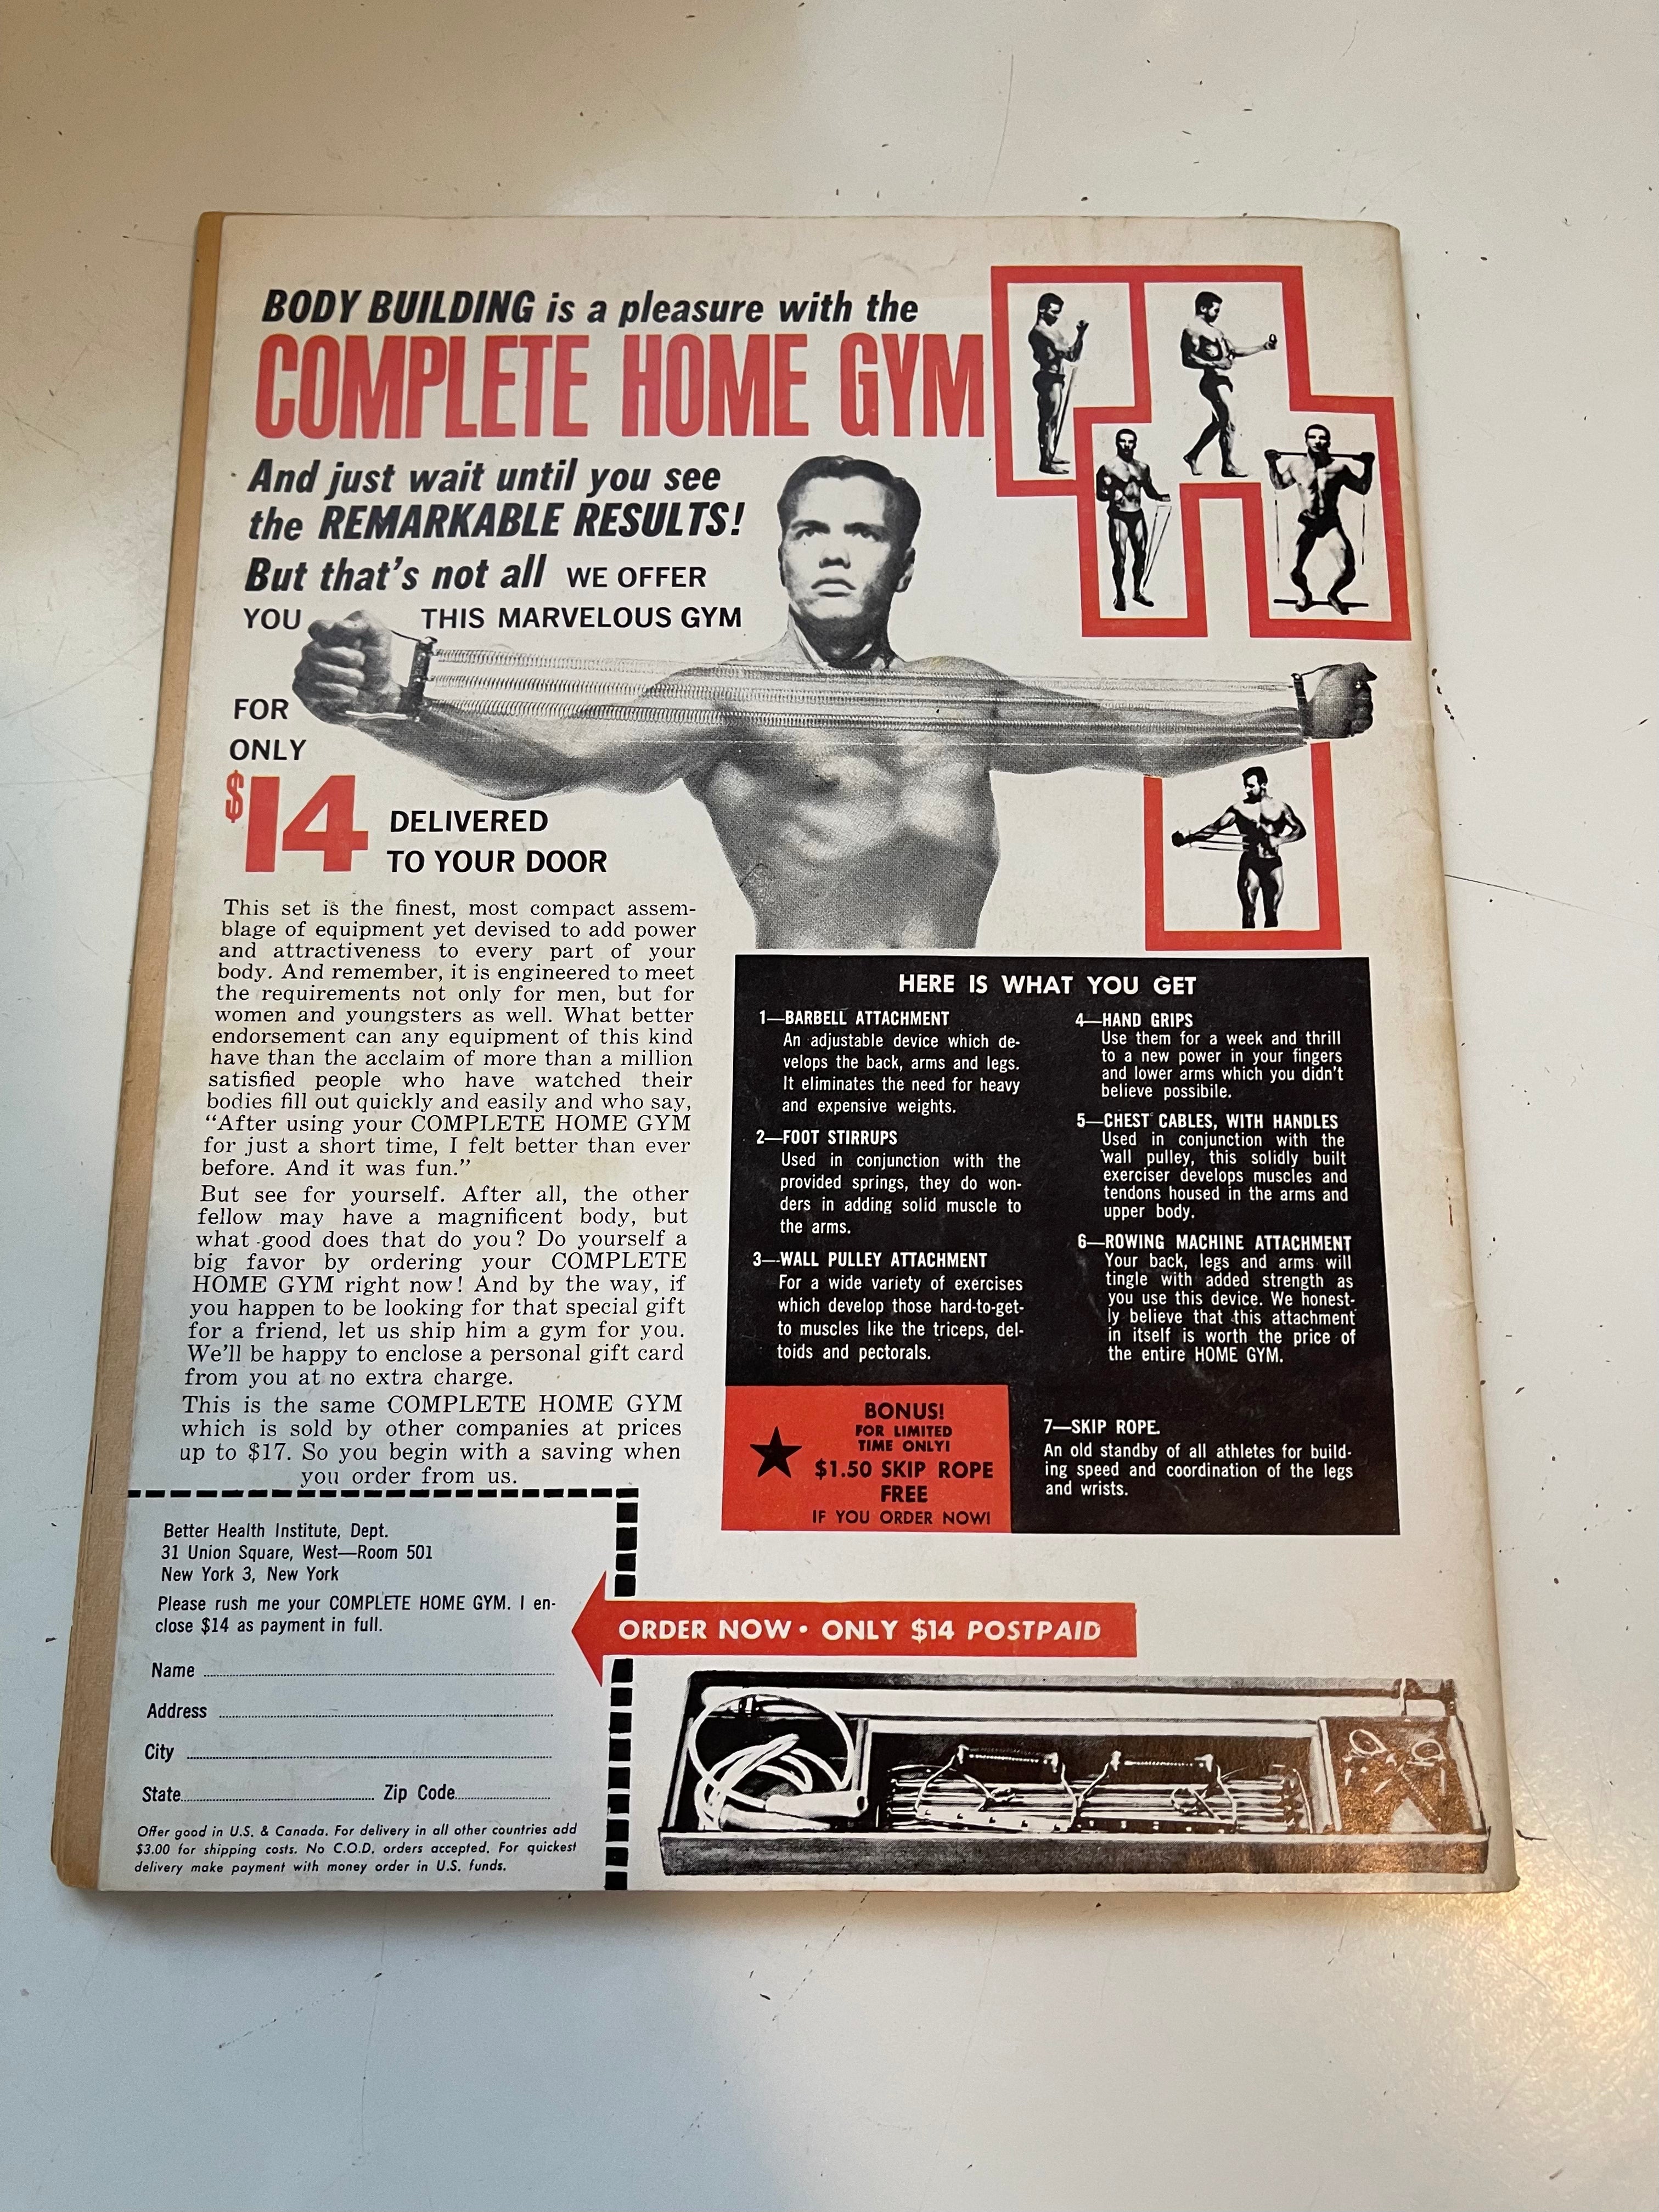 BODY BUILDING is a pleasure with the
COMPLETE HOME GYM
And just wait until you see
the REMARKABLE RESULTS!
But that's not all WE OFFER
YOU THIS MARVELOUS GYM
FOR
ONLY
$14 DELIVERED
TO YOUR DOOR
This set is the finest, most compact assem-
blage of equipment yet devised to add power
and attractiveness to every part of your
body. And remember, it is engineered to meet
the requirements not only for men, but for
women and youngsters as well. What better
endorsement can any equipment of this kind
have than the acclaim of more than a million
satisfied people who have watched their
bodies fill out quickly and easily and who say,
“After using your COMPLETE HOME GYM
for just a short time, I felt better than ever
before. And it was fun.”
But see for yourself. After all, the other
fellow may have a magnificent body, but
what good does that do you? Do yourself a
big favor by ordering your COMPLETE
HOME GYM right now! And by the way, if
you happen to be looking for that special gift
for a friend, let us ship him a gym for you.
We'll be happy to enclose a personal gift card
from you at no extra charge.
This is the same COMPLETE HOME GYM
which is sold by other companies at prices
up to $17. So you begin with a saving when
you order from us.
HERE IS WHAT YOU GET
1—BARBELL ATTACHMENT
An adjustable device which de-
velops the back, arms and legs.
It eliminates the need for heavy
and expensive weights.
2—FOOT STIRRUPS
Used in conjunction with the
provided springs, they do won-
ders in adding solid muscle to
the arms.
3—WALL PULLEY ATTACHMENT
For a wide variety of exercises
which develop those hard-to-get-
to muscles like the triceps, del-
toids and pectorals.
4—HAND GRIPS
Use them for a week and thrill
to a new power in your fingers
and lower arms which you didn't
believe possibile.
5—CHEST CABLES, WITH HANDLES
Used in conjunction with the
wall pulley, this solidly built
exerciser develops muscles and
tendons housed in the arms and
upper body.
6—ROWING MACHINE ATTACHMENT
Your back, legs and arms will
tingle with added strength as
you use this device. We honest-
ly believe that this attachment
in itself is worth the price of
the entire HOME GYM.
BONUS!
FOR LIMITED
TIME ONLY!
$1.50 SKIP ROPE
FREE
IF YOU ORDER NOW!
7—SKIP ROPE.
An old standby of all athletes for build-
ing speed and coordination of the legs
and wrists.
Better Health Institute, Dept.
31 Union Square, West—Room 501
New York 3, New York
Please rush me your COMPLETE HOME GYM. I en-
close $14 as payment in full.
Name
Address
City
State Zip Code
Offer good in U.S. & Canada. For delivery in all other countries add
$3.00 for shipping costs. No C.O.D. orders accepted. For quickest
delivery make payment with money order in U.S. funds.
ORDER NOW • ONLY $14 POSTPAID